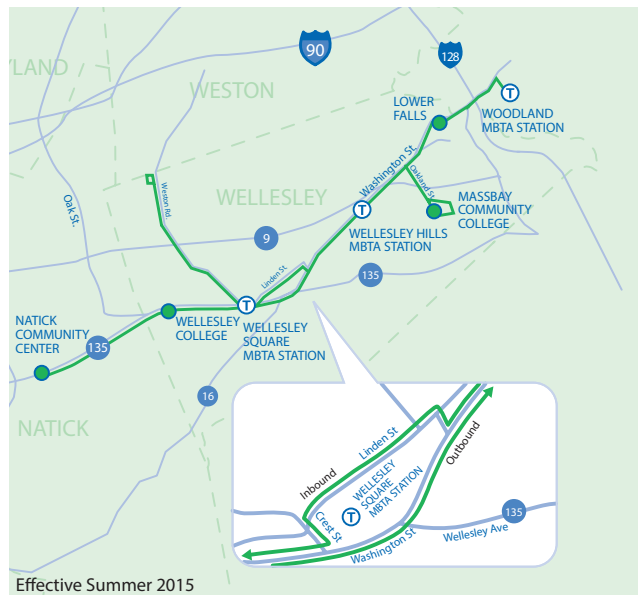 90
128
YLAND
WESTON
LOWER
FALLS
T
WOODLAND
MBTA STATION
Washington St.
Oakland St.
Weston Rd.
WELLESLEY
Oak St.
MASSBAY
COMMUNITY
COLLEGE
T
WELLESLEY HILLS
MBTA STATION
9
Linden St.
135
T
NATICK
COMMUNITY
CENTER
WELLESLEY
COLLEGE
WELLESLEY
SQUARE
MBTA STATION
135
16
NATICK
Linden St
Inbound
Outbound
WELLESLEY
SQUARE
MBTA STATION
T
Crest St
135
Washington St
Wellesley Ave
Effective Summer 2015